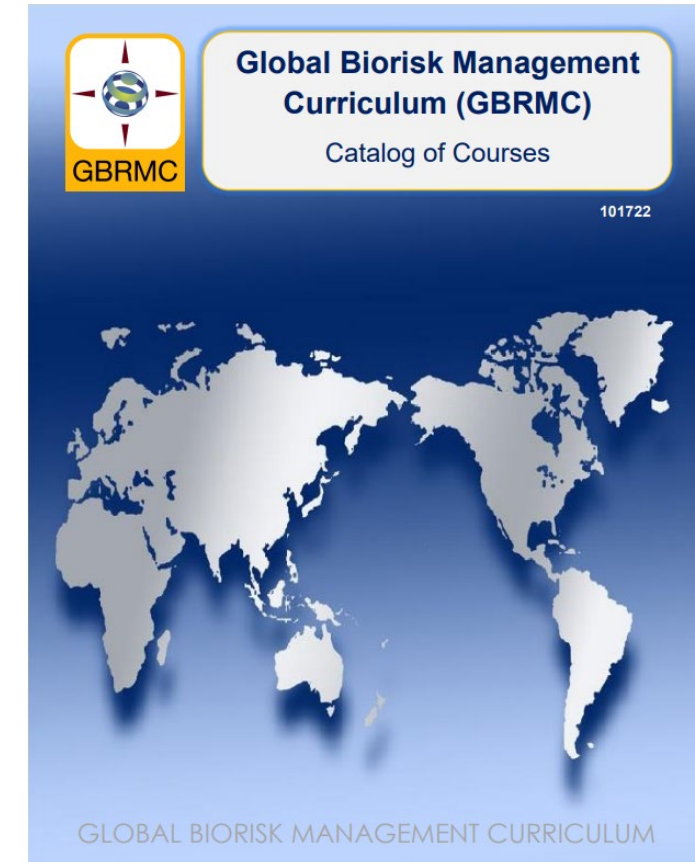 GBRMC
Global Biorisk Management
Curriculum (GBRMC)
Catalog of Courses
101722
GLOBAL BIORISK MANAGEMENT CURRICULUM